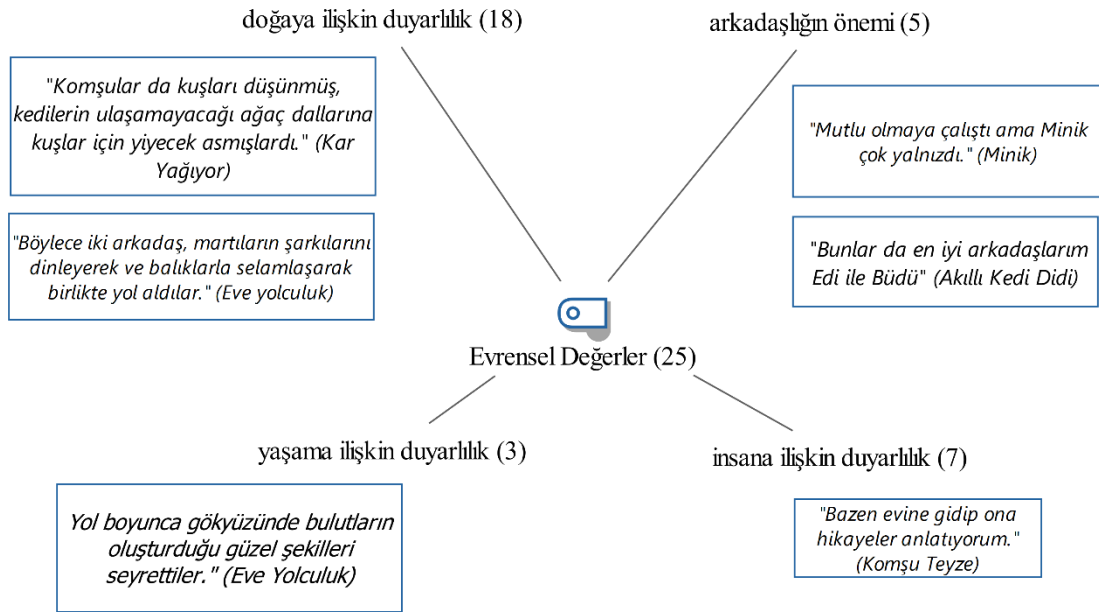 doğaya ilişkin duyarlılık (18)
arkadaşlığın önemi (5)
"Komşular da kuşları düşünmüş,
kedilerin ulaşamayacağı ağaç dallarına
kuşlar için yiyecek asmışlardı." (Kar
Yağıyor)
"Mutlu olmaya çalıştı ama Minik
çok yalnızdı." (Minik)
"Böylece iki arkadaş, martıların şarkılarını
dinleyerek ve balıklarla selamlaşarak
birlikte yol aldılar." (Eve yolculuk)
"Bunlar da en iyi arkadaşlarım
Edi ile Büdü" (Akıllı Kedi Didi)
Evrensel Değerler (25)
yaşama ilişkin duyarlılık (3)
insana ilişkin duyarlılık (7)
Yol boyunca gökyüzünde bulutların
oluşturduğu güzel şekilleri
seyrettiler." (Eve Yolculuk)
"Bazen evine gidip ona
hikayeler anlatıyorum."
(Komşu Teyze)